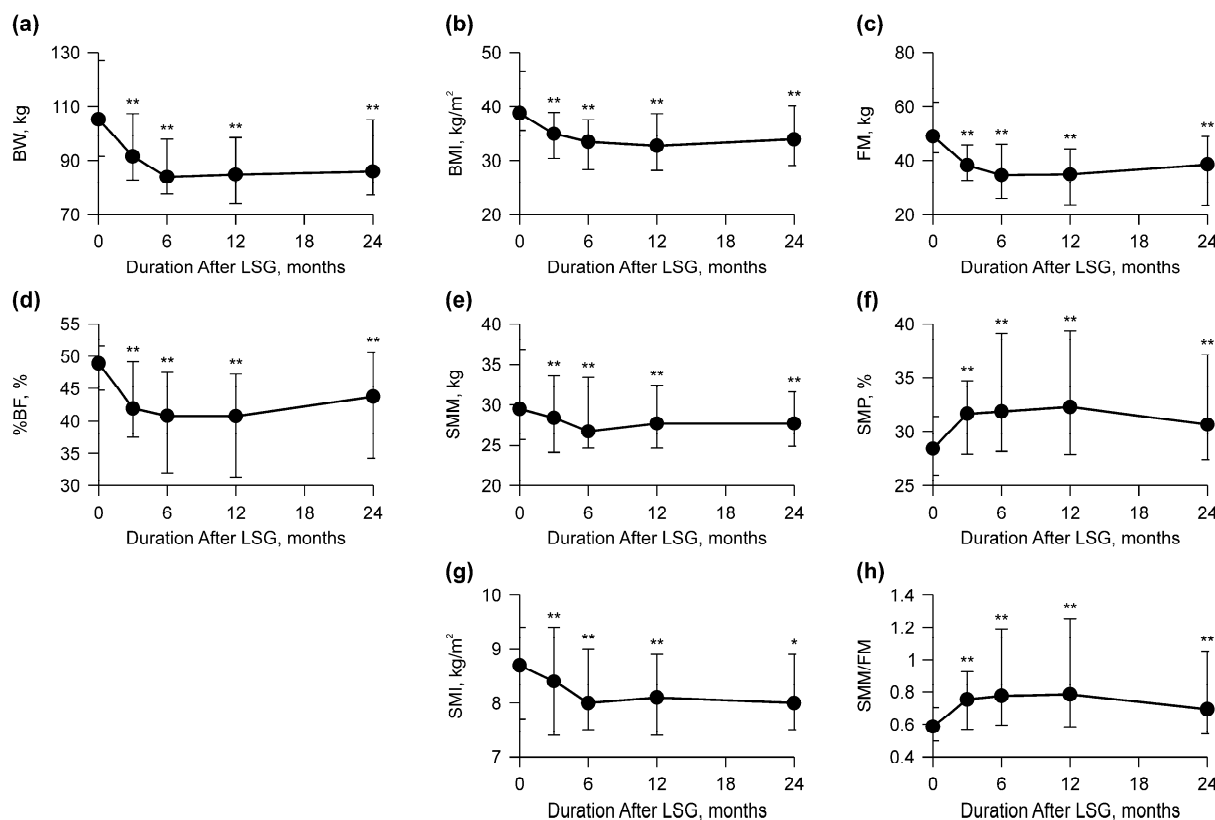 (a)
130
110
90
70
BW, kg
**
**
**
**
0 6 12 18 24
Duration After LSG, months
(b)
50
40
30
20
BMI, kg/m²
**
**
**
**
0 6 12 18 24
Duration After LSG, months
(c)
80
60
40
20
FM, kg
**
**
**
**
0 6 12 18 24
Duration After LSG, months
(d)
55
50
45
40
35
30
%BF, %
**
**
**
**
0 6 12 18 24
Duration After LSG, months
(e)
40
35
30
25
20
SMM, kg
**
**
**
**
0 6 12 18 24
Duration After LSG, months
(f)
40
35
30
25
SMP, %
**
**
**
**
0 6 12 18 24
Duration After LSG, months
(g)
10
9
8
7
SMI, kg/m²
**
**
**
*
0 6 12 18 24
Duration After LSG, months
(h)
1.4
1.2
1
0.8
0.6
0.4
SMM/FM
**
**
**
**
0 6 12 18 24
Duration After LSG, months